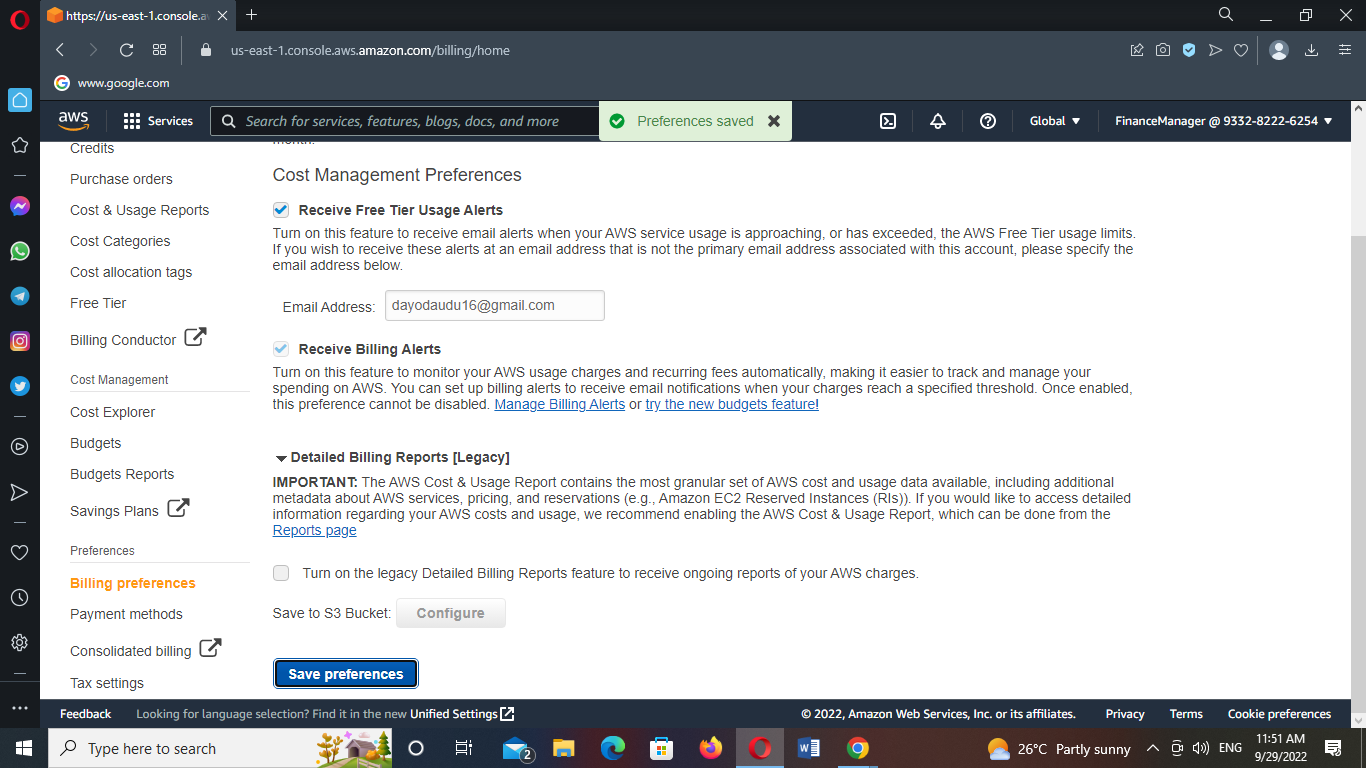 https://us-east-1.console.a
us-east-1.console.aws.amazon.com/billing/home
www.google.com
aws
Services
Search for services, features, blogs, docs, and more
Preferences saved
Global
FinanceManager @ 9332-8222-6254
Credits
Purchase orders
Cost & Usage Reports
Cost Categories
Cost allocation tags
Free Tier
Billing Conductor
Cost Management
Cost Explorer
Budgets
Budgets Reports
Savings Plans
Preferences
Billing preferences
Payment methods
Consolidated billing
Tax settings
month.
Cost Management Preferences
Receive Free Tier Usage Alerts
Turn on this feature to receive email alerts when your AWS service usage is approaching, or has exceeded, the AWS Free Tier usage limits.
If you wish to receive these alerts at an email address that is not the primary email address associated with this account, please specify the
email address below.
Email Address: dayodaudu16@gmail.com
Receive Billing Alerts
Turn on this feature to monitor your AWS usage charges and recurring fees automatically, making it easier to track and manage your
spending on AWS. You can set up billing alerts to receive email notifications when your charges reach a specified threshold. Once enabled,
this preference cannot be disabled. Manage Billing Alerts or try the new budgets feature!
Detailed Billing Reports [Legacy]
IMPORTANT: The AWS Cost & Usage Report contains the most granular set of AWS cost and usage data available, including additional
metadata about AWS services, pricing, and reservations (e.g., Amazon EC2 Reserved Instances (RIs)). If you would like to access detailed
information regarding your AWS costs and usage, we recommend enabling the AWS Cost & Usage Report, which can be done from the
Reports page
Turn on the legacy Detailed Billing Reports feature to receive ongoing reports of your AWS charges.
Save to S3 Bucket: Configure
Save preferences
Feedback
Looking for language selection? Find it in the new Unified Settings
© 2022, Amazon Web Services, Inc. or its affiliates.
Privacy
Terms
Cookie preferences
Type here to search
2
26°C Partly sunny
ENG
11:51 AM
9/29/2022